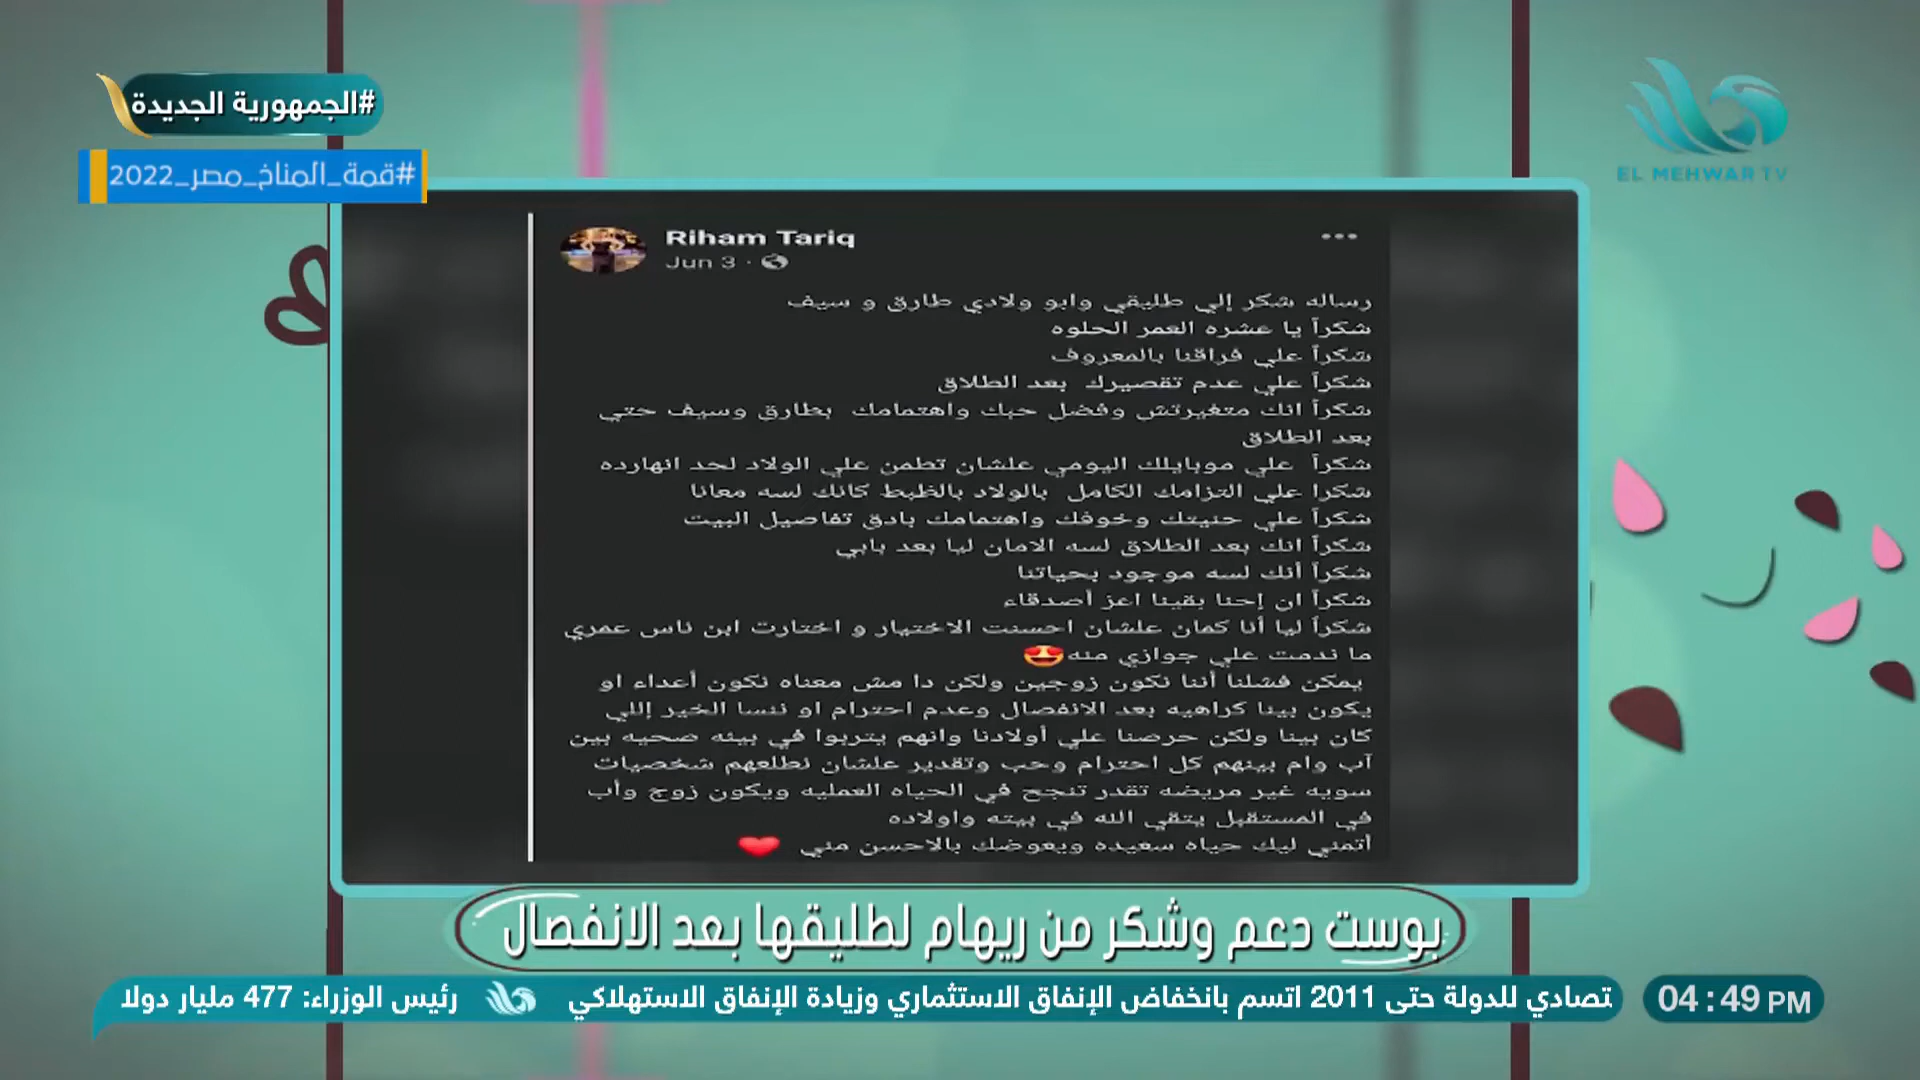 #الجمهورية الجديدة
#قمة_المناخ_مصر_2022
EL MEHWAR TV
Riham Tariq
Jun 3 ·
رساله شكر إلي طليقي وابو ولادي طارق و سيف
شكراً يا عشره العمر الحلوه
شكراً علي فراقنا بالمعروف
شكراً علي عدم تقصيرك بعد الطلاق
شكراً انك متغيرتش وفضل حبك واهتمامك بطارق وسيف حتي
بعد الطلاق
شكراً علي موبايلك اليومي علشان تطمن علي الولاد لحد انهارده
شكرا علي التزامك الكامل بالولاد بالظبط كانك لسه معانا
شكراً علي حنيتك وخوفك واهتمامك بادق تفاصيل البيت
شكراً انك بعد الطلاق لسه الامان ليا بعد بابي
شكراً أنك لسه موجود بحياتنا
شكراً ان إحنا بقينا اعز أصدقاء
شكراً ليا أنا كمان علشان احسنت الاختيار و اختارت ابن ناس عمري
ما ندمت علي جوازي منه😍
يمكن فشلنا أننا نكون زوجين ولكن دا مش معناه نكون أعداء او
يكون بينا كراهيه بعد الانفصال وعدم احترام او ننسا الخير إللي
كان بينا ولكن حرصنا علي أولادنا وانهم يتربوا في بيئه صحيه بين
آب وام بينهم كل احترام وحب وتقدير علشان نطلعهم شخصيات
سويه غير مريضه تقدر تنجح في الحياه العمليه ويكون زوج وأب
في المستقبل يتقي الله في بيته واولاده
أتمني ليك حياه سعيده ويعوضك بالاحسن مني ❤️
بوست دعم وشكر من ريهام لطليقها بعد الانفصال
تصادي للدولة حتى 2011 اتسم بانخفاض الإنفاق الاستثماري وزيادة الإنفاق الاستهلاكي
رئيس الوزراء: 477 مليار دولا
04:49 PM